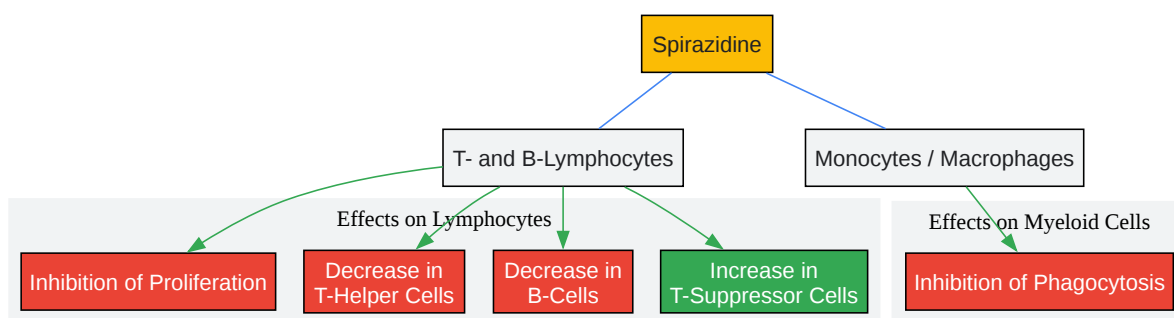 Spirazidine
T- and B-Lymphocytes
Monocytes / Macrophages
Effects on Lymphocytes
Effects on Myeloid Cells
Inhibition of Proliferation
Decrease in
T-Helper Cells
Decrease in
B-Cells
Increase in
T-Suppressor Cells
Inhibition of Phagocytosis